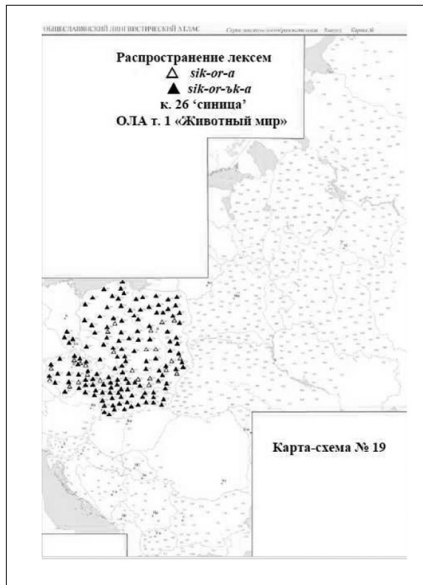 ОБЩЕСЛАВЯНСКИЙ ЛИНГВИСТИЧЕСКИЙ АТЛАС
Распространение лексем
△ sik-or-a
▲ sik-or-ъk-a
к. 26 ‘синица’
ОЛА т. 1 «Животный мир»
Карта-схема № 19